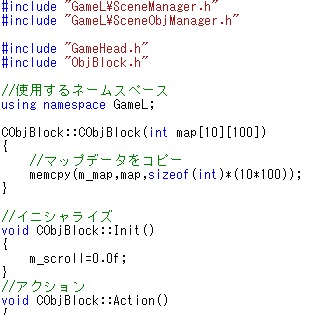 #include "GameL¥SceneManager.h"
#include "GameL¥SceneObjManager.h"
#include "GameHead.h"
#include "ObjBlock.h"
//使用するネームスペース
using namespace GameL;
CObjBlock::CObjBlock(int map[10][100])
{
//マップデータをコピー
memcpy(m_map,map,sizeof(int)*(10*100));
}
//イニシャライズ
void CObjBlock::Init()
{
m_scroll=0.0f;
}
//アクション
void CObjBlock::Action()
{